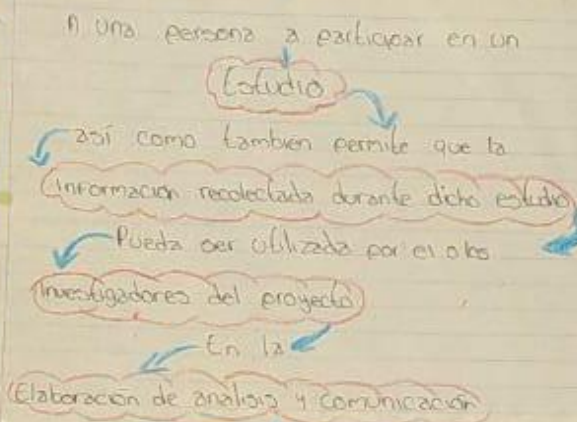 A una persona a participar en un
Estudio
así como tambien permite que la
Información recolectada durante dicho estudio
Pueda ser utilizada por el o los
Investigadores del proyecto
En la
Elaboración de analisis y comunicación